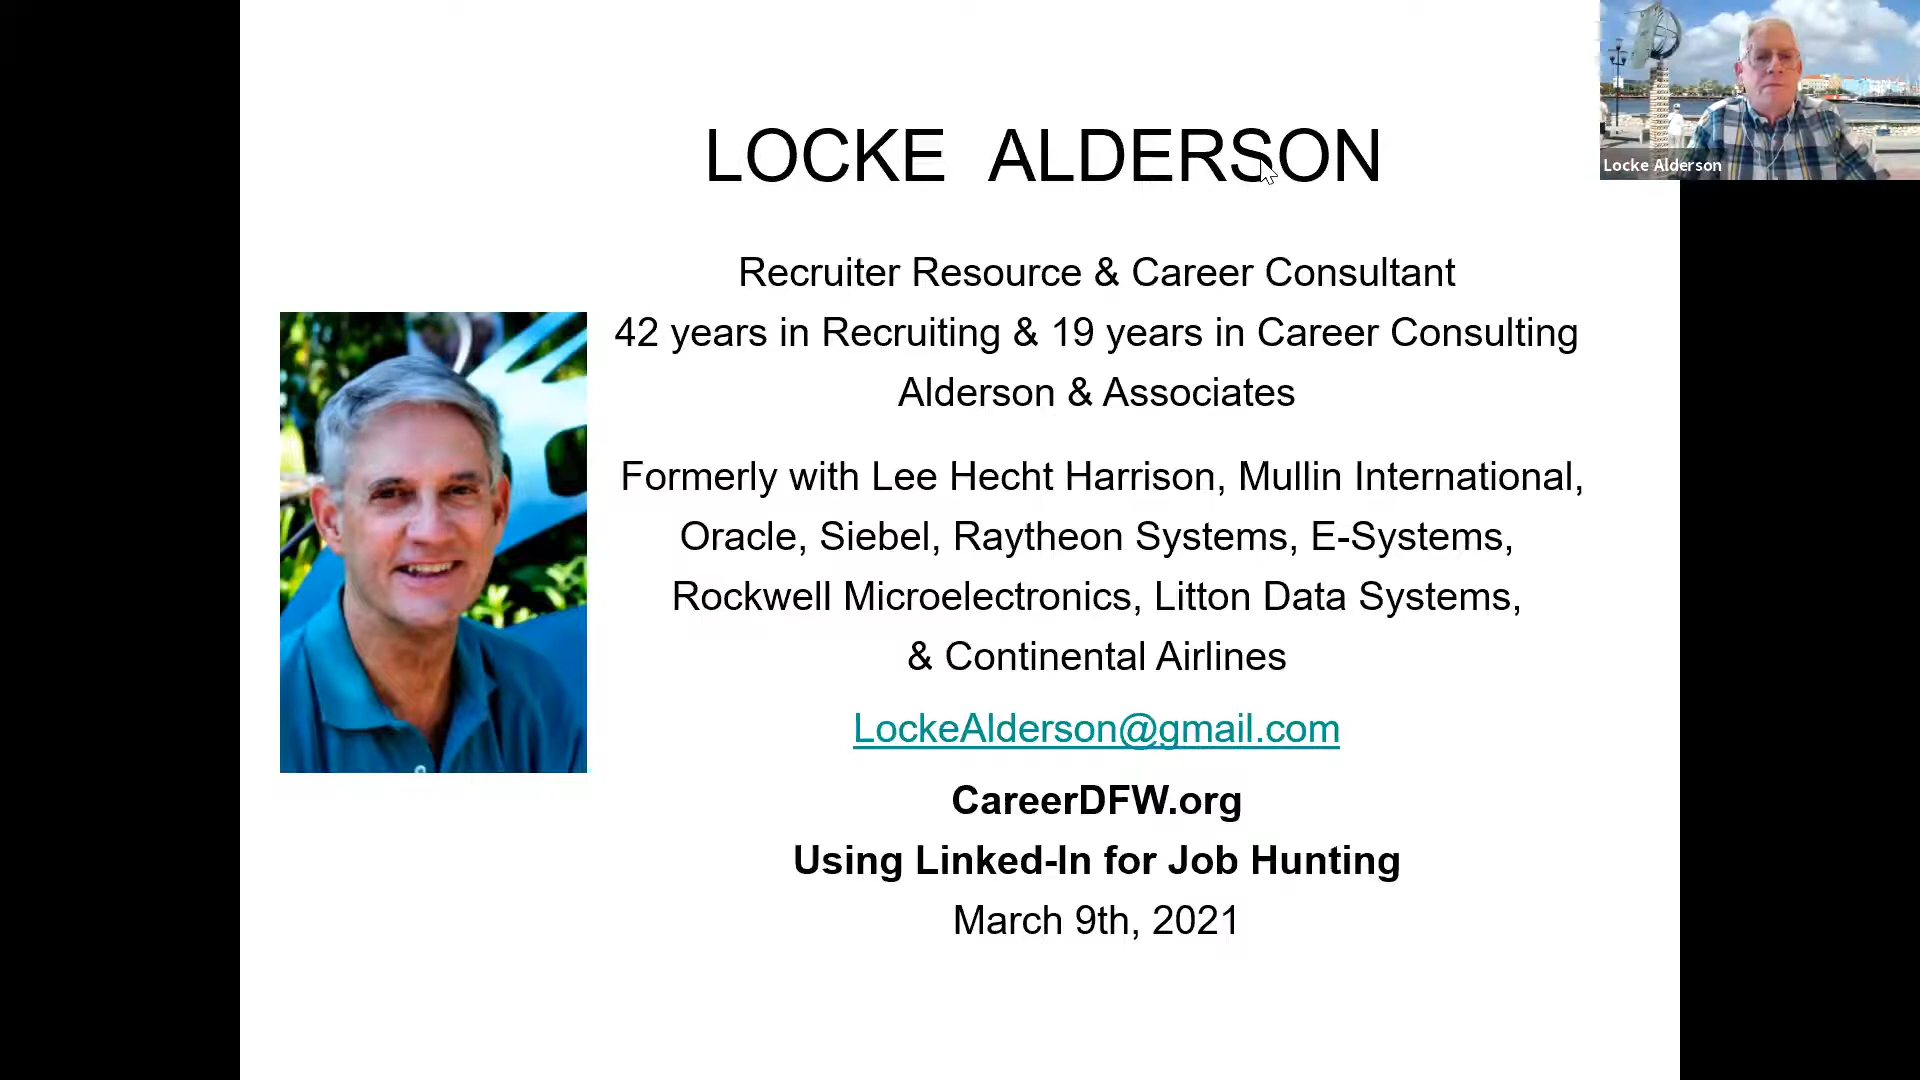 LOCKE ALDERSON
Recruiter Resource & Career Consultant
42 years in Recruiting & 19 years in Career Consulting
Alderson & Associates
Formerly with Lee Hecht Harrison, Mullin International,
Oracle, Siebel, Raytheon Systems, E-Systems,
Rockwell Microelectronics, Litton Data Systems,
& Continental Airlines
LockeAlderson@gmail.com
CareerDFW.org
Using Linked-In for Job Hunting
March 9th, 2021
Locke Alderson